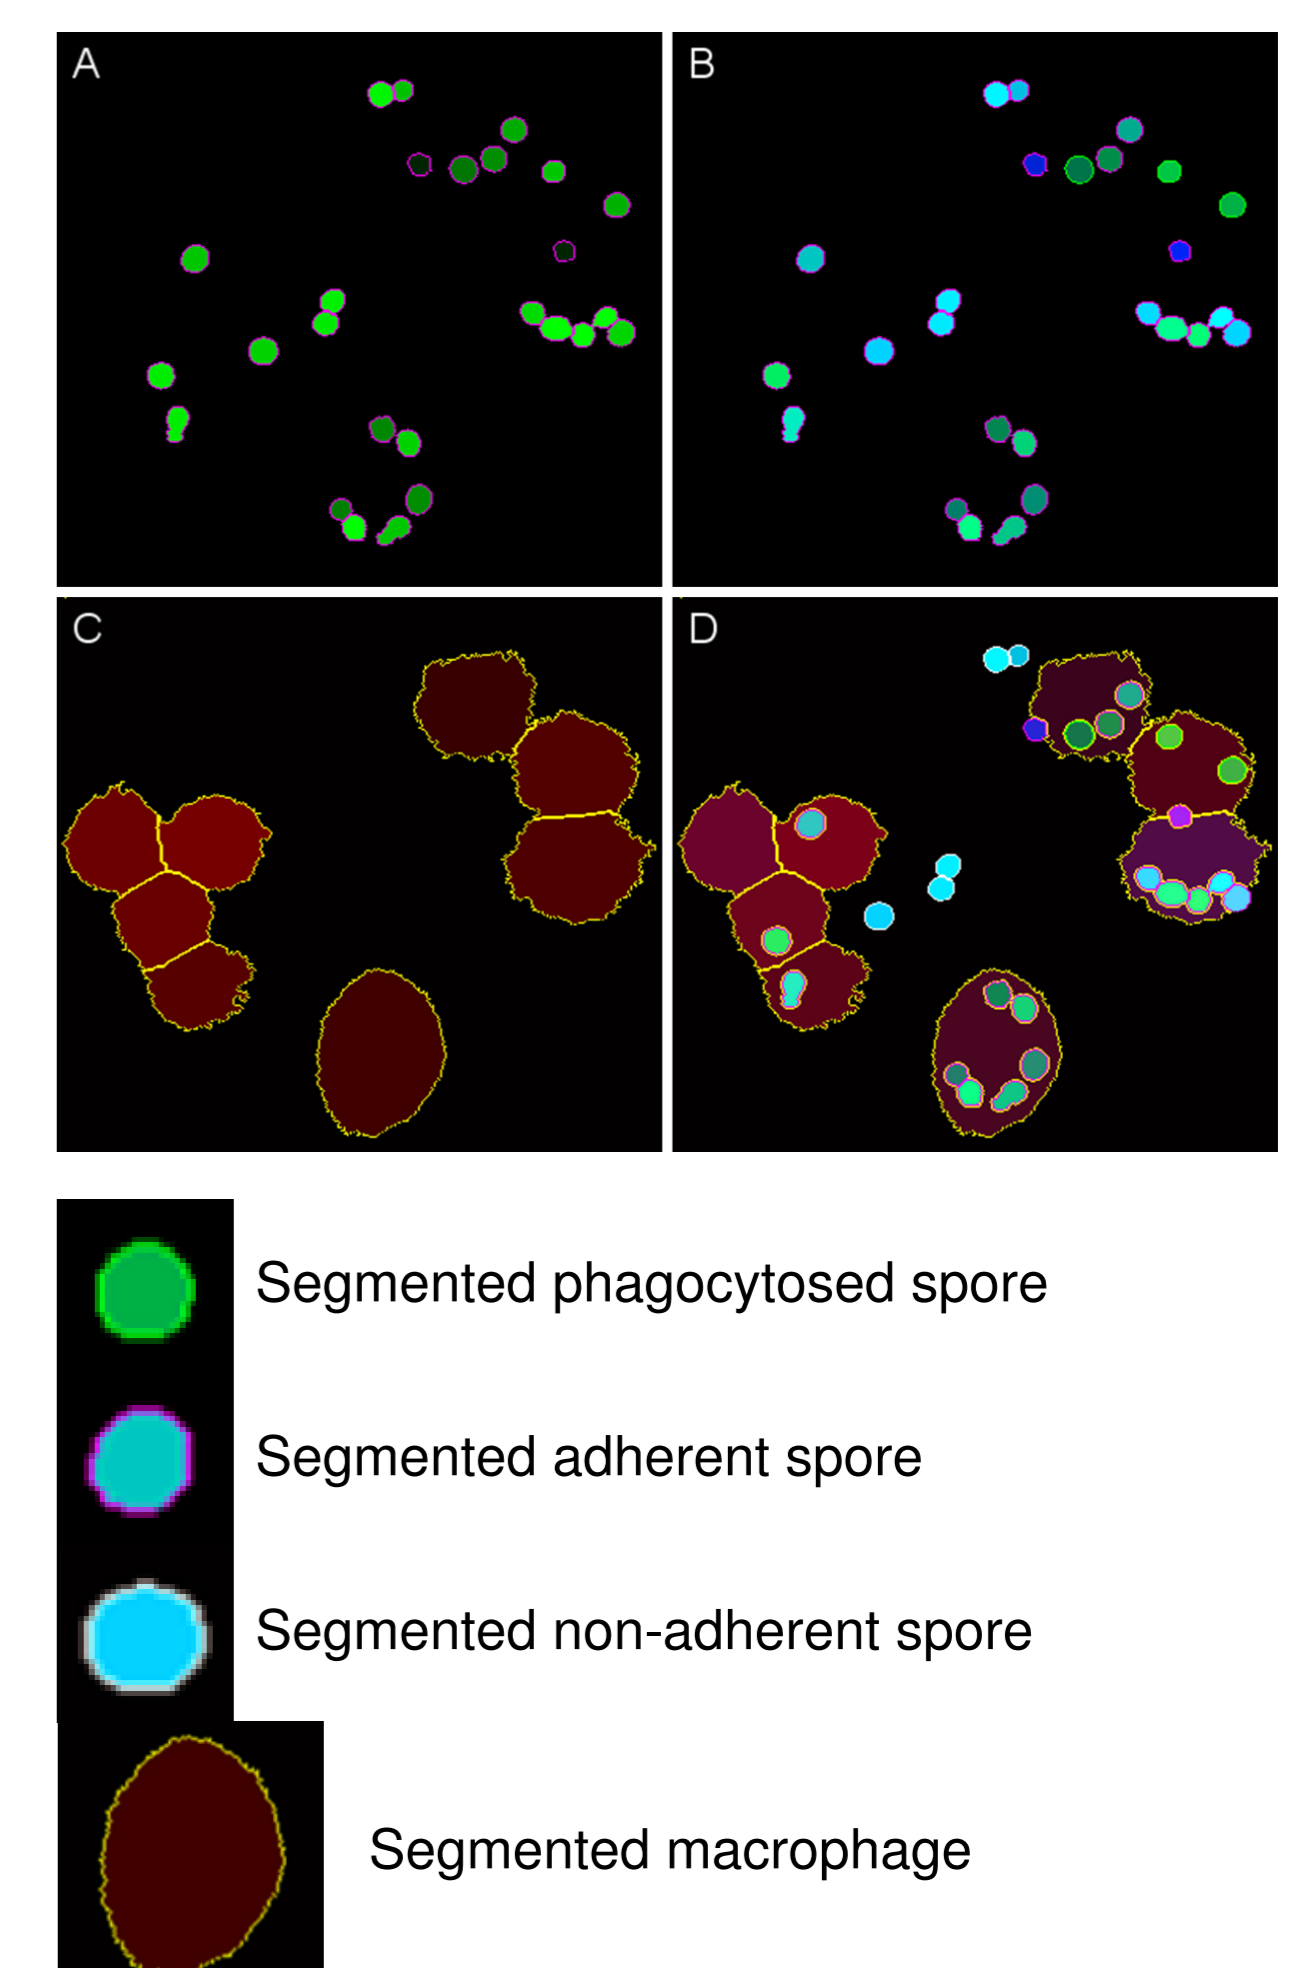 A
B
C
D
Segmented phagocytosed spore
Segmented adherent spore
Segmented non-adherent spore
Segmented macrophage